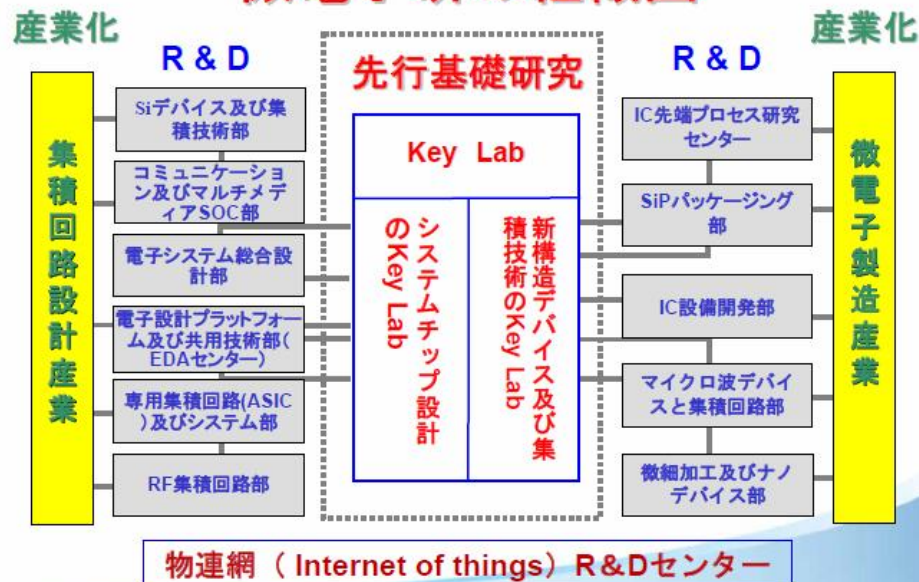 産業化
R & D
R & D
産業化
集積回路設計産業
Siデバイス及び集
積技術部
コミュニケーショ
ン及びマルチメデ
ィアSOC部
電子システム総合設
計部
電子設計プラットフォ
ーム及び共用技術部(
EDAセンター)
専用集積回路(ASIC
)及びシステム部
RF集積回路部
先行基礎研究
Key Lab
システムチップ設計
のKey Lab
新構造デバイス及び集
積技術のKey Lab
IC先端プロセス研究
センター
SiPパッケージング
部
IC設備開発部
マイクロ波デバイ
スと集積回路部
微細加工及びナノ
デバイス部
微電子製造産業
物連網（ Internet of things）R&Dセンター